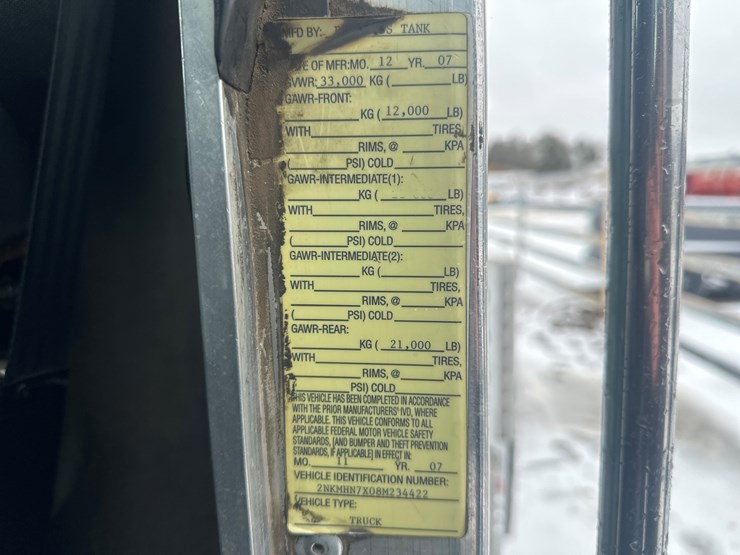 MFD BY: TANK
DATE OF MFR:MO. 12 YR. 07
GVWR: 33,000 KG ( LB)
GAWR-FRONT:
KG ( 12,000 LB)
WITH TIRES,
RIMS, @ KPA
( PSI) COLD
GAWR-INTERMEDIATE(1):
KG ( LB)
WITH TIRES,
RIMS, @ KPA
( PSI) COLD
GAWR-INTERMEDIATE(2):
KG ( LB)
WITH TIRES,
RIMS, @ KPA
( PSI) COLD
GAWR-REAR:
KG ( 21,000 LB)
WITH TIRES,
RIMS, @ KPA
PSI) COLD
THIS VEHICLE HAS BEEN COMPLETED IN ACCORDANCE
WITH THE PRIOR MANUFACTURERS' IVD, WHERE
APPLICABLE. THIS VEHICLE CONFORMS TO ALL
APPLICABLE FEDERAL MOTOR VEHICLE SAFETY
STANDARDS, (AND BUMPER AND THEFT PREVENTION
STANDARDS, IF APPLICABLE) IN EFFECT IN:
MO. 11 YR. 07
VEHICLE IDENTIFICATION NUMBER:
2NKMHN7X08M234422
VEHICLE TYPE:
TRUCK